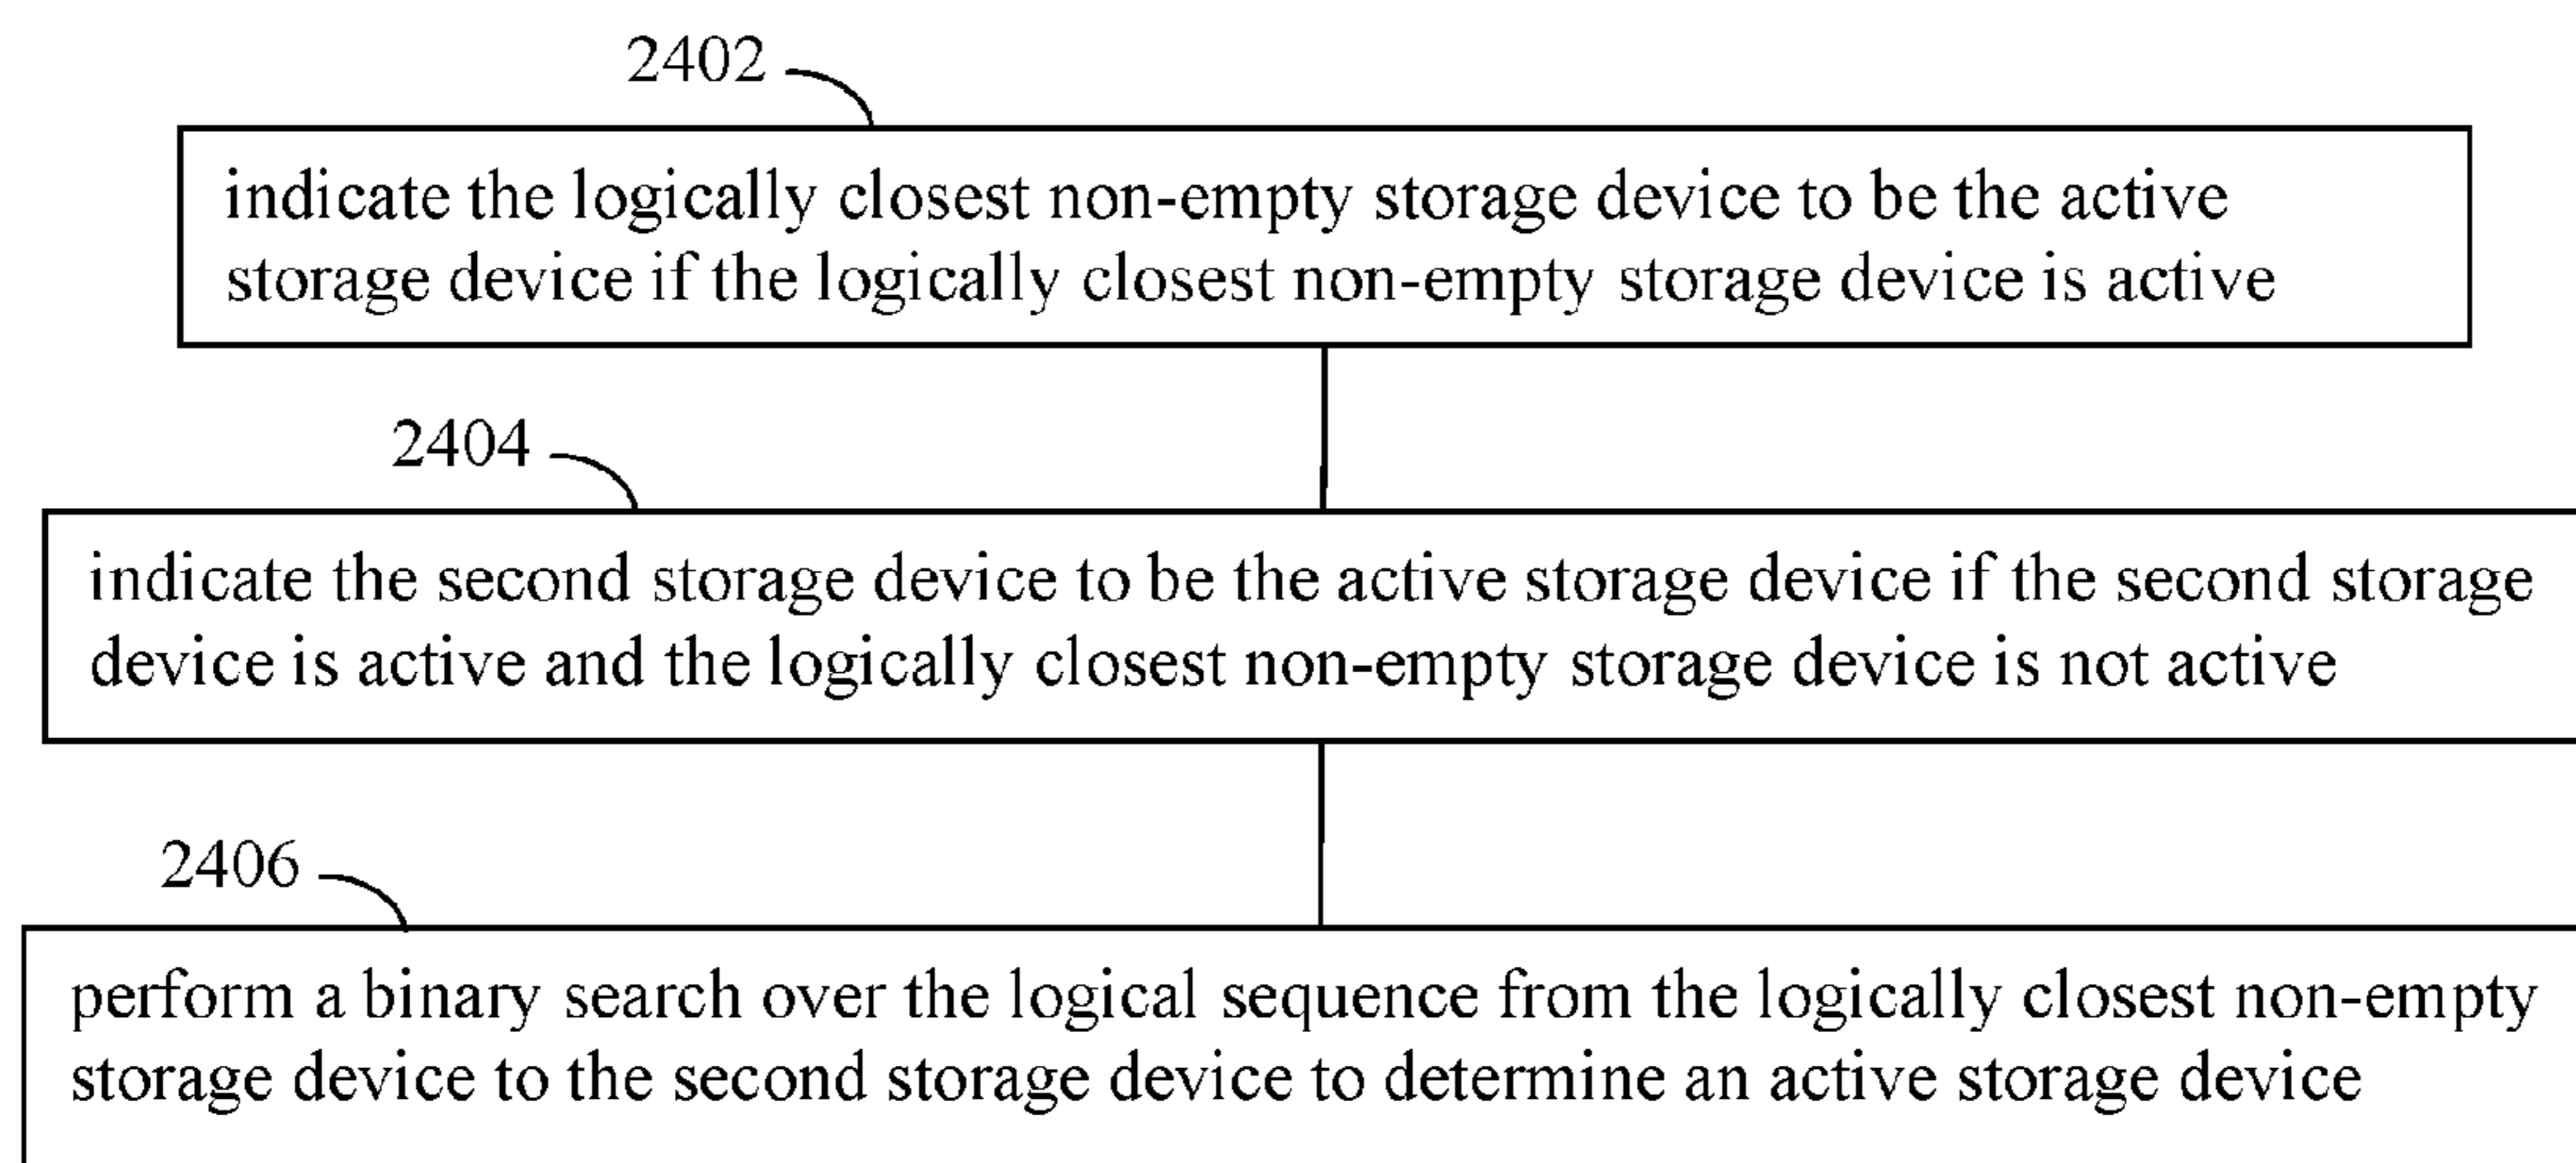 2402
indicate the logically closest non-empty storage device to be the active
storage device if the logically closest non-empty storage device is active
2404
indicate the second storage device to be the active storage device if the second storage
device is active and the logically closest non-empty storage device is not active
2406
perform a binary search over the logical sequence from the logically closest non-empty
storage device to the second storage device to determine an active storage device